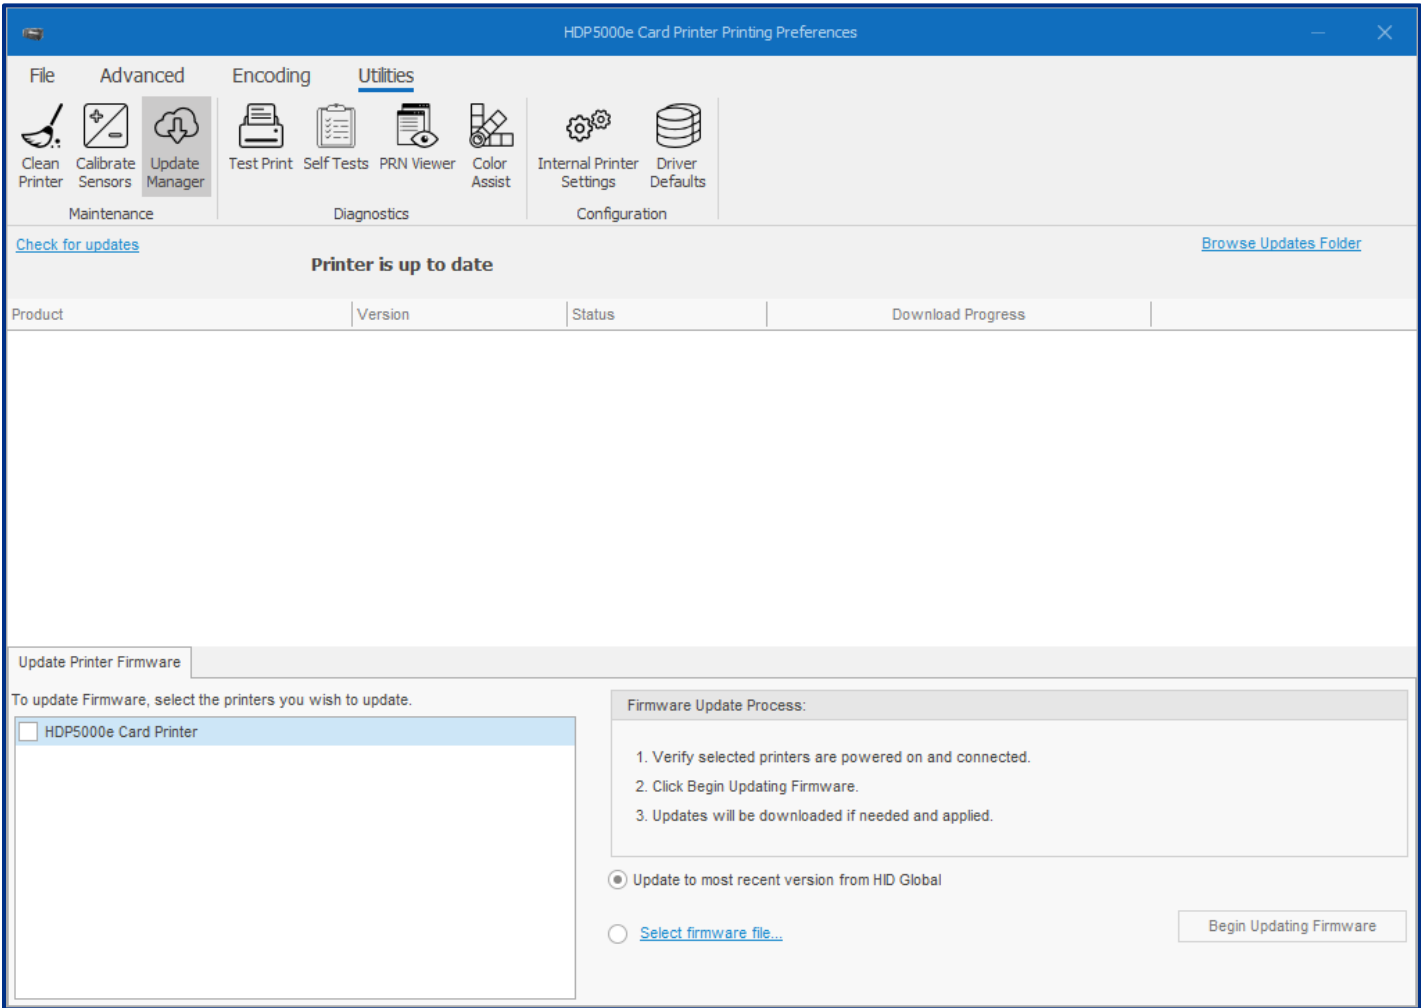 HDP5000e Card Printer Printing Preferences
File Advanced Encoding Utilities
Clean Printer
Calibrate Sensors
Update Manager
Test Print
Self Tests
PRN Viewer
Color Assist
Internal Printer Settings
Driver Defaults
Maintenance Diagnostics Configuration
Check for updates
Browse Updates Folder
Printer is up to date
Product Version Status Download Progress
Update Printer Firmware
To update Firmware, select the printers you wish to update.
HDP5000e Card Printer
Firmware Update Process:
1. Verify selected printers are powered on and connected.
2. Click Begin Updating Firmware.
3. Updates will be downloaded if needed and applied.
Update to most recent version from HID Global
Select firmware file...
Begin Updating Firmware